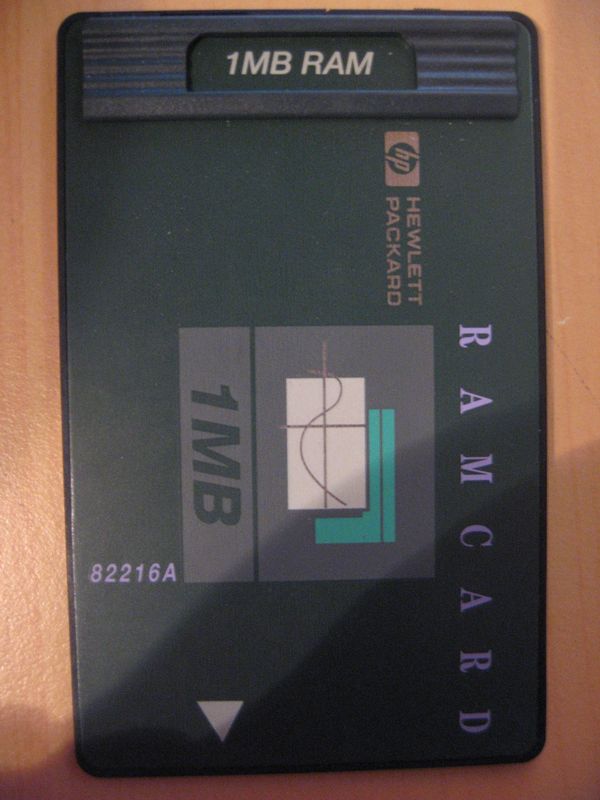 1MB RAM
hp
HEWLETT
PACKARD
RAMCARD
1MB
82216A